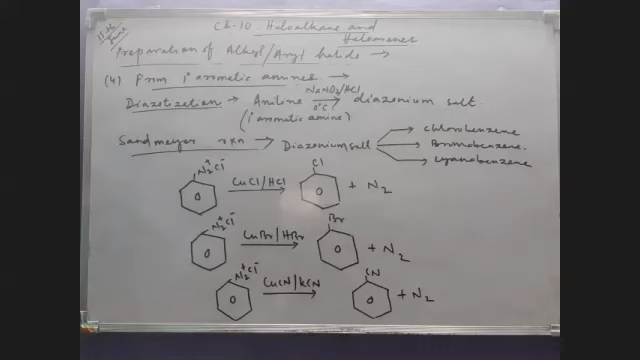 Ch-10 Haloalkane and
Haloarenes
Preparation of Alkyl/Aryl halide →
(4) From 1° aromatic amines →
Diazotization → Aniline NaNO2/HCl 0°C diazonium salt.
(1° aromatic amine)
Sandmeyer rxn → Diazonium salt → chlorobenzene
→ Bromobenzene.
→ Cyanobenzene
N2+Cl- CuCl/HCl Cl + N2
N2+Cl- CuBr/HBr Br + N2
N2+Cl- CuCN/KCN CN + N2